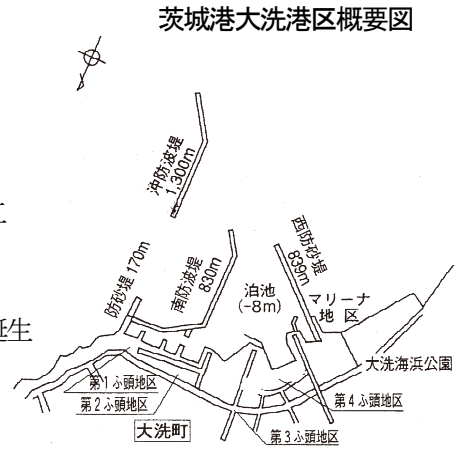 茨城港大洗港区概要図
沖防波堤
1,300m
工
防砂堤 170m
南防波堤
830m
西防砂堤
839m
泊池
(-8m)
マリーナ
地区
誕生
大洗海浜公園
第1ふ頭地区
第2ふ頭地区
第4ふ頭地区
大洗町
第3ふ頭地区